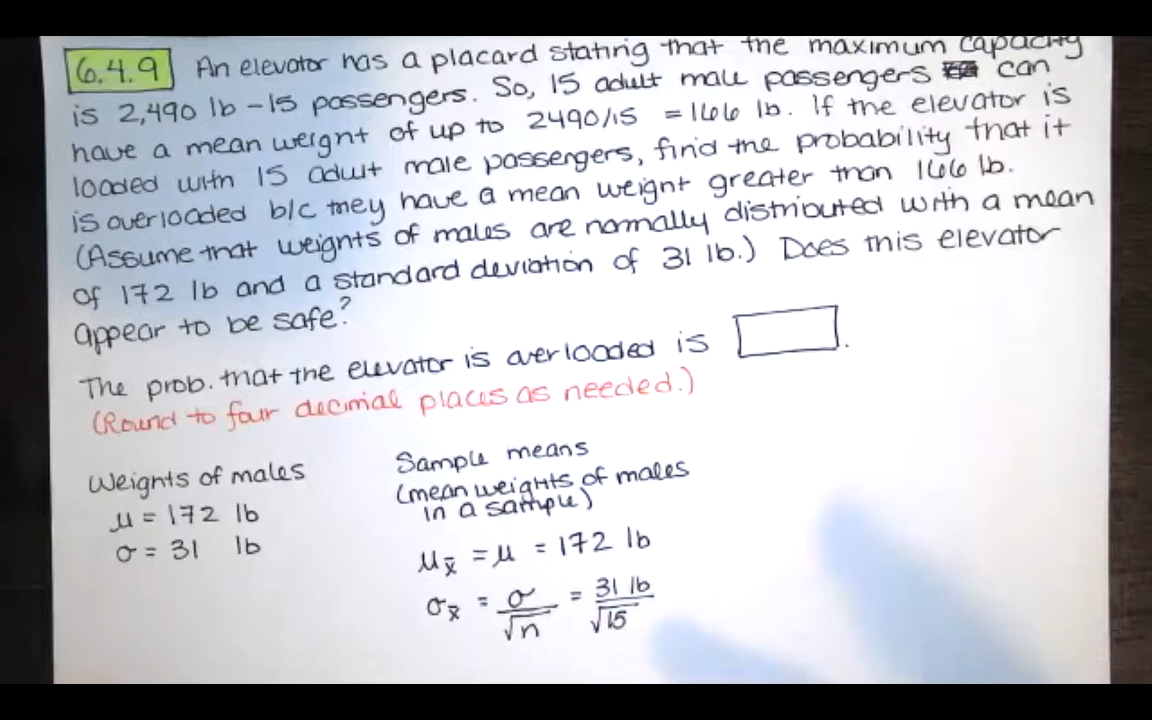 6.4.9 An elevator has a placard stating that the maximum capacity
is 2,490 lb - 15 passengers. So, 15 adult male passengers can
have a mean weight of up to 2490/15 = 166 lb. If the elevator is
loaded with 15 adult male passengers, find the probability that it
is overloaded b/c they have a mean weight greater than 166 lb.
(Assume that weights of males are normally distributed with a mean
of 172 lb and a standard deviation of 31 lb.) Does this elevator
appear to be safe?
The prob. that the elevator is overloaded is .
(Round to four decimal places as needed.)
Weights of males
μ = 172 lb
σ = 31 lb
Sample means
(mean weights of males
in a sample)
μx̄ = μ = 172 lb
σx̄ = σ/√n = 31 lb/√15